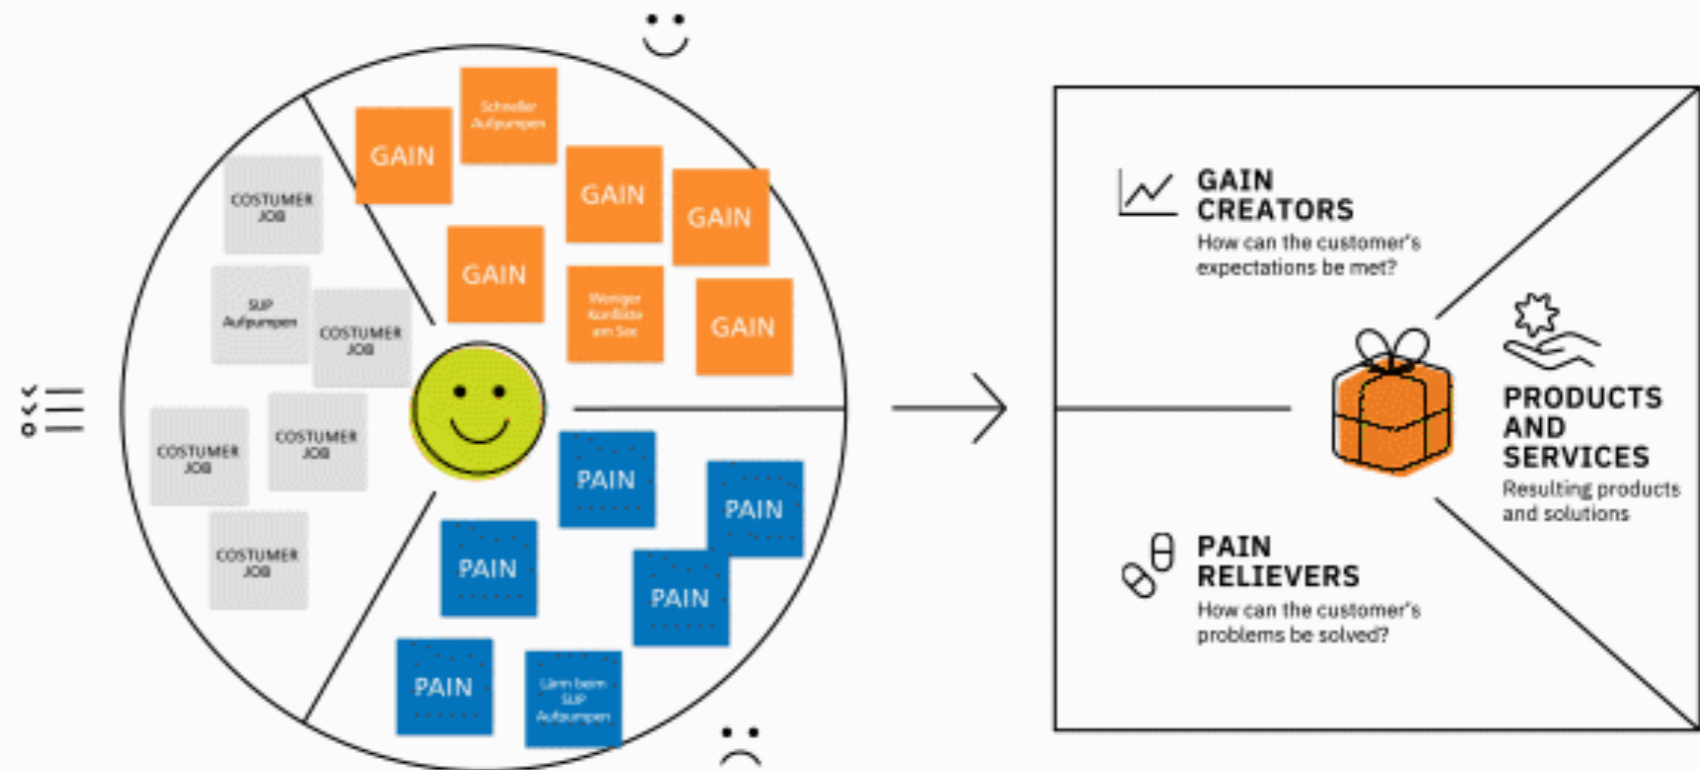 GAIN
Schneller
Aufpumpen
GAIN
GAIN
GAIN
Weniger
Konflikte
am See
GAIN
COSTUMER
JOB
SUP
Aufpumpen
COSTUMER
JOB
COSTUMER
JOB
COSTUMER
JOB
COSTUMER
JOB
PAIN
PAIN
PAIN
PAIN
PAIN
Lärm beim
SUP
Aufpumpen
GAIN
CREATORS
How can the customer's
expectations be met?
PRODUCTS
AND
SERVICES
Resulting products
and solutions
PAIN
RELIEVERS
How can the customer's
problems be solved?